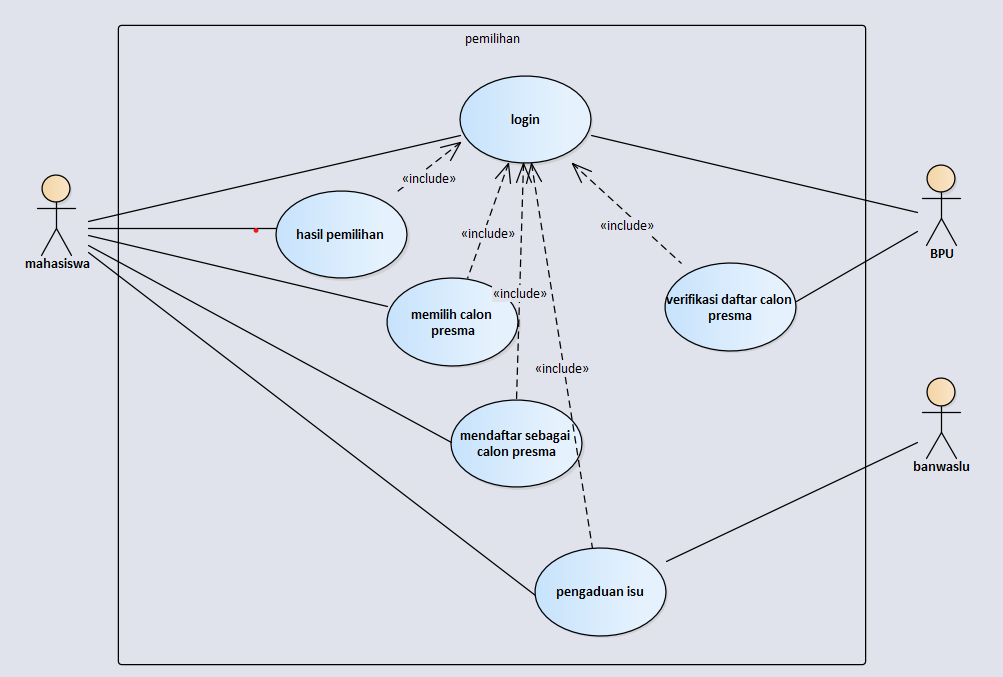 pemilihan
login
«include»
mahasiswa
hasil pemilihan
«include»
«include»
BPU
«include»
verifikasi daftar calon
presma
memilih calon
presma
«include»
mendaftar sebagai
calon presma
banwaslu
pengaduan isu